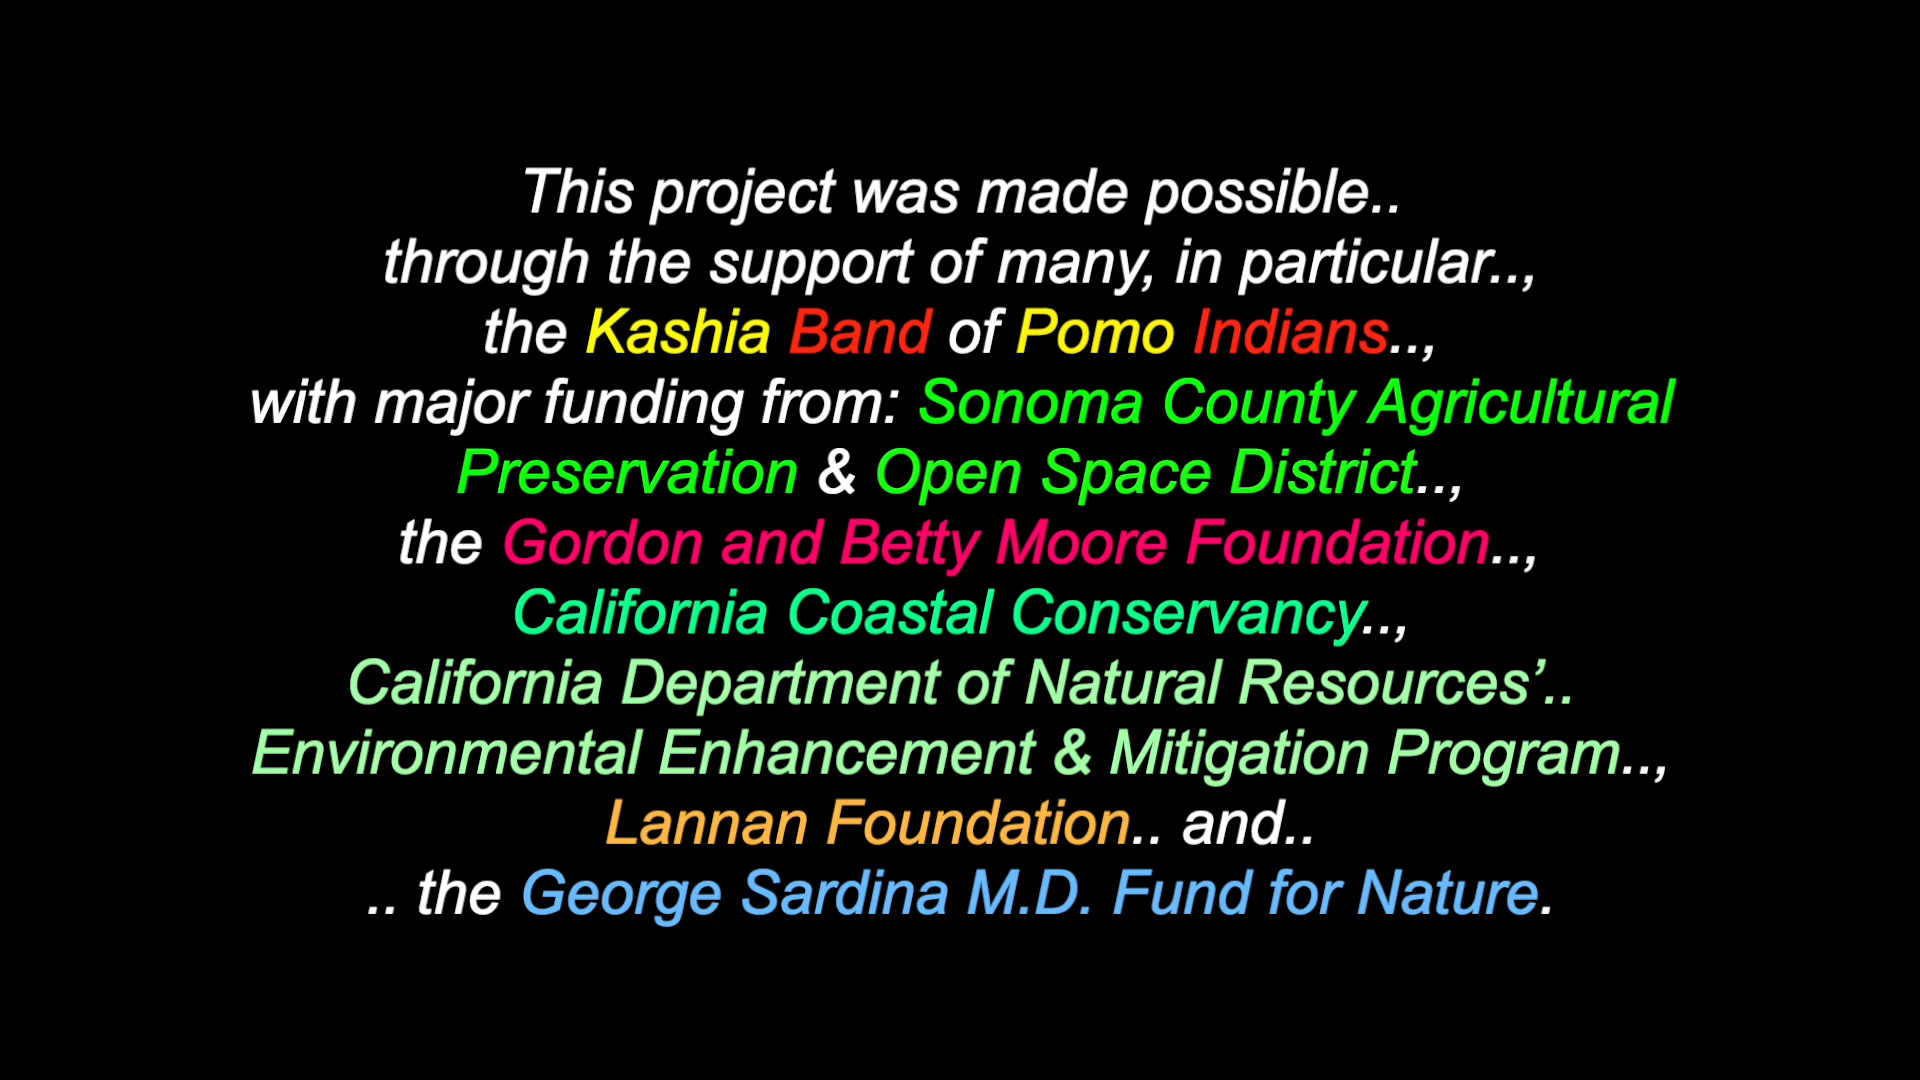 This project was made possible..
through the support of many, in particular..,
the Kashia Band of Pomo Indians..,
with major funding from: Sonoma County Agricultural
Preservation & Open Space District..,
the Gordon and Betty Moore Foundation..,
California Coastal Conservancy..,
California Department of Natural Resources’..
Environmental Enhancement & Mitigation Program..,
Lannan Foundation.. and..
.. the George Sardina M.D. Fund for Nature.